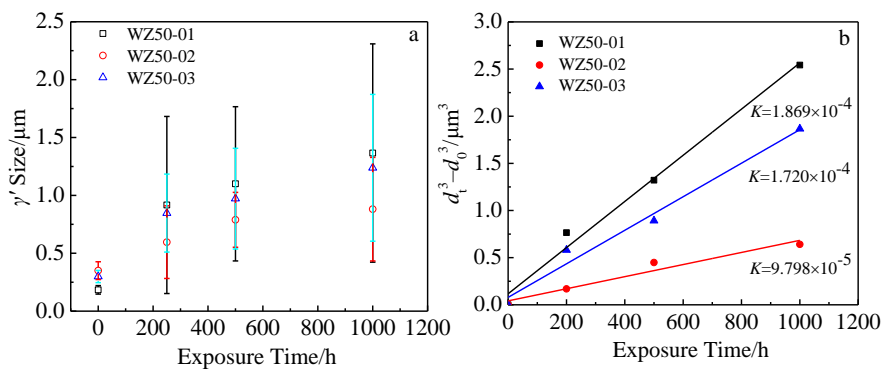 2.5
2.0
1.5
1.0
0.5
0.0
γ′ Size/μm
WZ50-01
WZ50-02
WZ50-03
a
0 200 400 600 800 1000 1200
Exposure Time/h
3.0
2.5
2.0
1.5
1.0
0.5
0.0
d_t^3–d_0^3/μm^3
WZ50-01
WZ50-02
WZ50-03
b
K=1.869×10^-4
K=1.720×10^-4
K=9.798×10^-5
0 200 400 600 800 1000 1200
Exposure Time/h